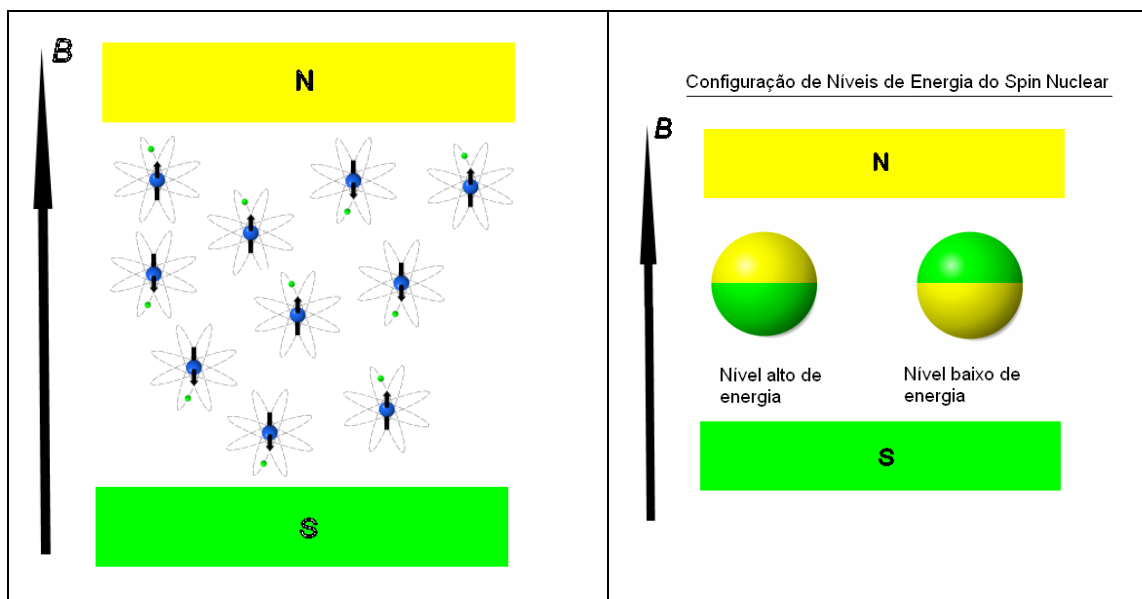 B
N
S
Configuração de Níveis de Energia do Spin Nuclear
B
N
Nível alto de
energia
Nível baixo de
energia
S